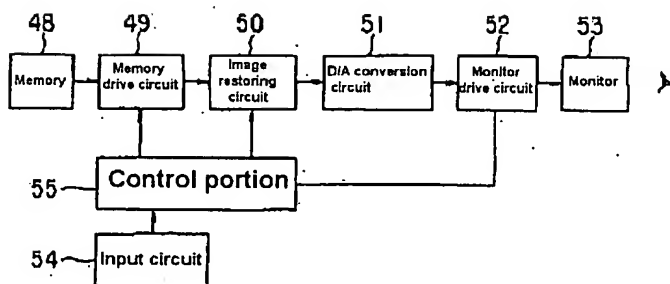 48
49
50
51
52
53
Memory
Memory
drive circuit
Image
restoring
circuit
D/A conversion
circuit
Monitor
drive circuit
Monitor
55
Control portion
54
Input circuit